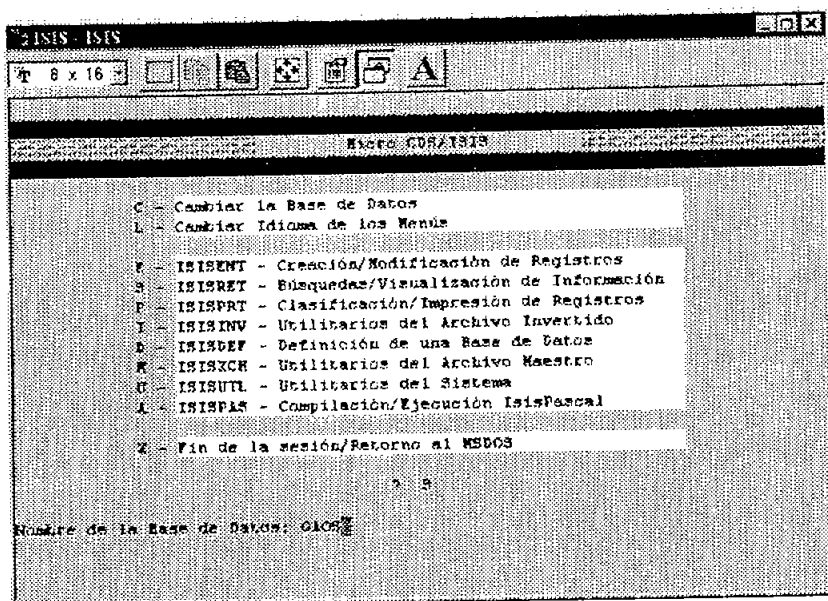 ISIS - ISIS
8 x 16
A
Micro CDS/ISIS
C - Cambiar la Base de Datos
L - Cambiar Idioma de los Menús
E - ISISENT - Creación/Modificación de Registros
S - ISISRET - Búsquedas/Visualización de Información
P - ISISPRT - Clasificación/Impresión de Registros
I - ISISINV - Utilitarios del Archivo Invertido
D - ISISDEF - Definición de una Base de Datos
M - ISISXCH - Utilitarios del Archivo Maestro
U - ISISUTL - Utilitarios del Sistema
A - ISISPAS - Compilación/Ejecución IsisPascal
X - Fin de la sesión/Retorno al MSDOS
?
Nombre de la Base de Datos: